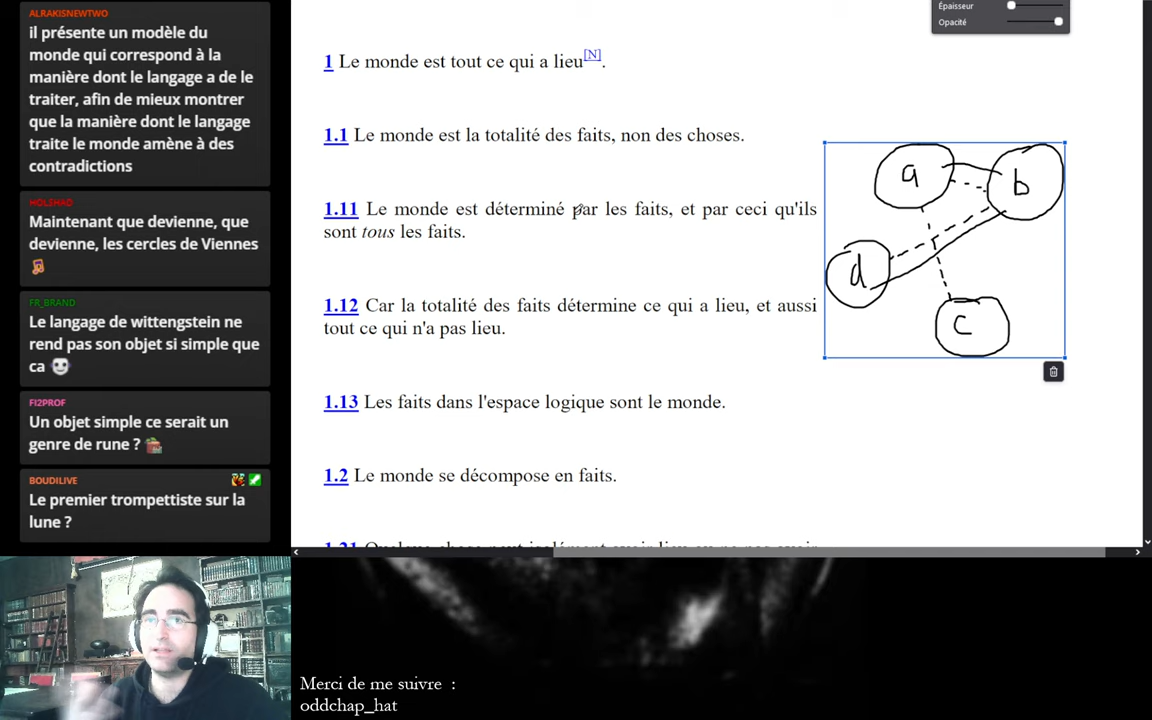 ALRAKISNEWTWO
il présente un modèle du
monde qui correspond à la
manière dont le langage a de le
traiter, afin de mieux montrer
que la manière dont le langage
traite le monde amène à des
contradictions
Maintenant que devienne, que
devienne, les cercles de Viennes
FR_BRAND
Le langage de wittengstein ne
rend pas son objet si simple que
ca
FI2PROF
Un objet simple ce serait un
genre de rune ?
BOUDILIVE
Le premier trompettiste sur la
lune ?
Épaisseur
Opacité
1 Le monde est tout ce qui a lieu[N].
1.1 Le monde est la totalité des faits, non des choses.
1.11 Le monde est déterminé par les faits, et par ceci qu'ils
sont tous les faits.
1.12 Car la totalité des faits détermine ce qui a lieu, et aussi
tout ce qui n'a pas lieu.
1.13 Les faits dans l'espace logique sont le monde.
1.2 Le monde se décompose en faits.
a
b
d
c
Merci de me suivre :
oddchap_hat